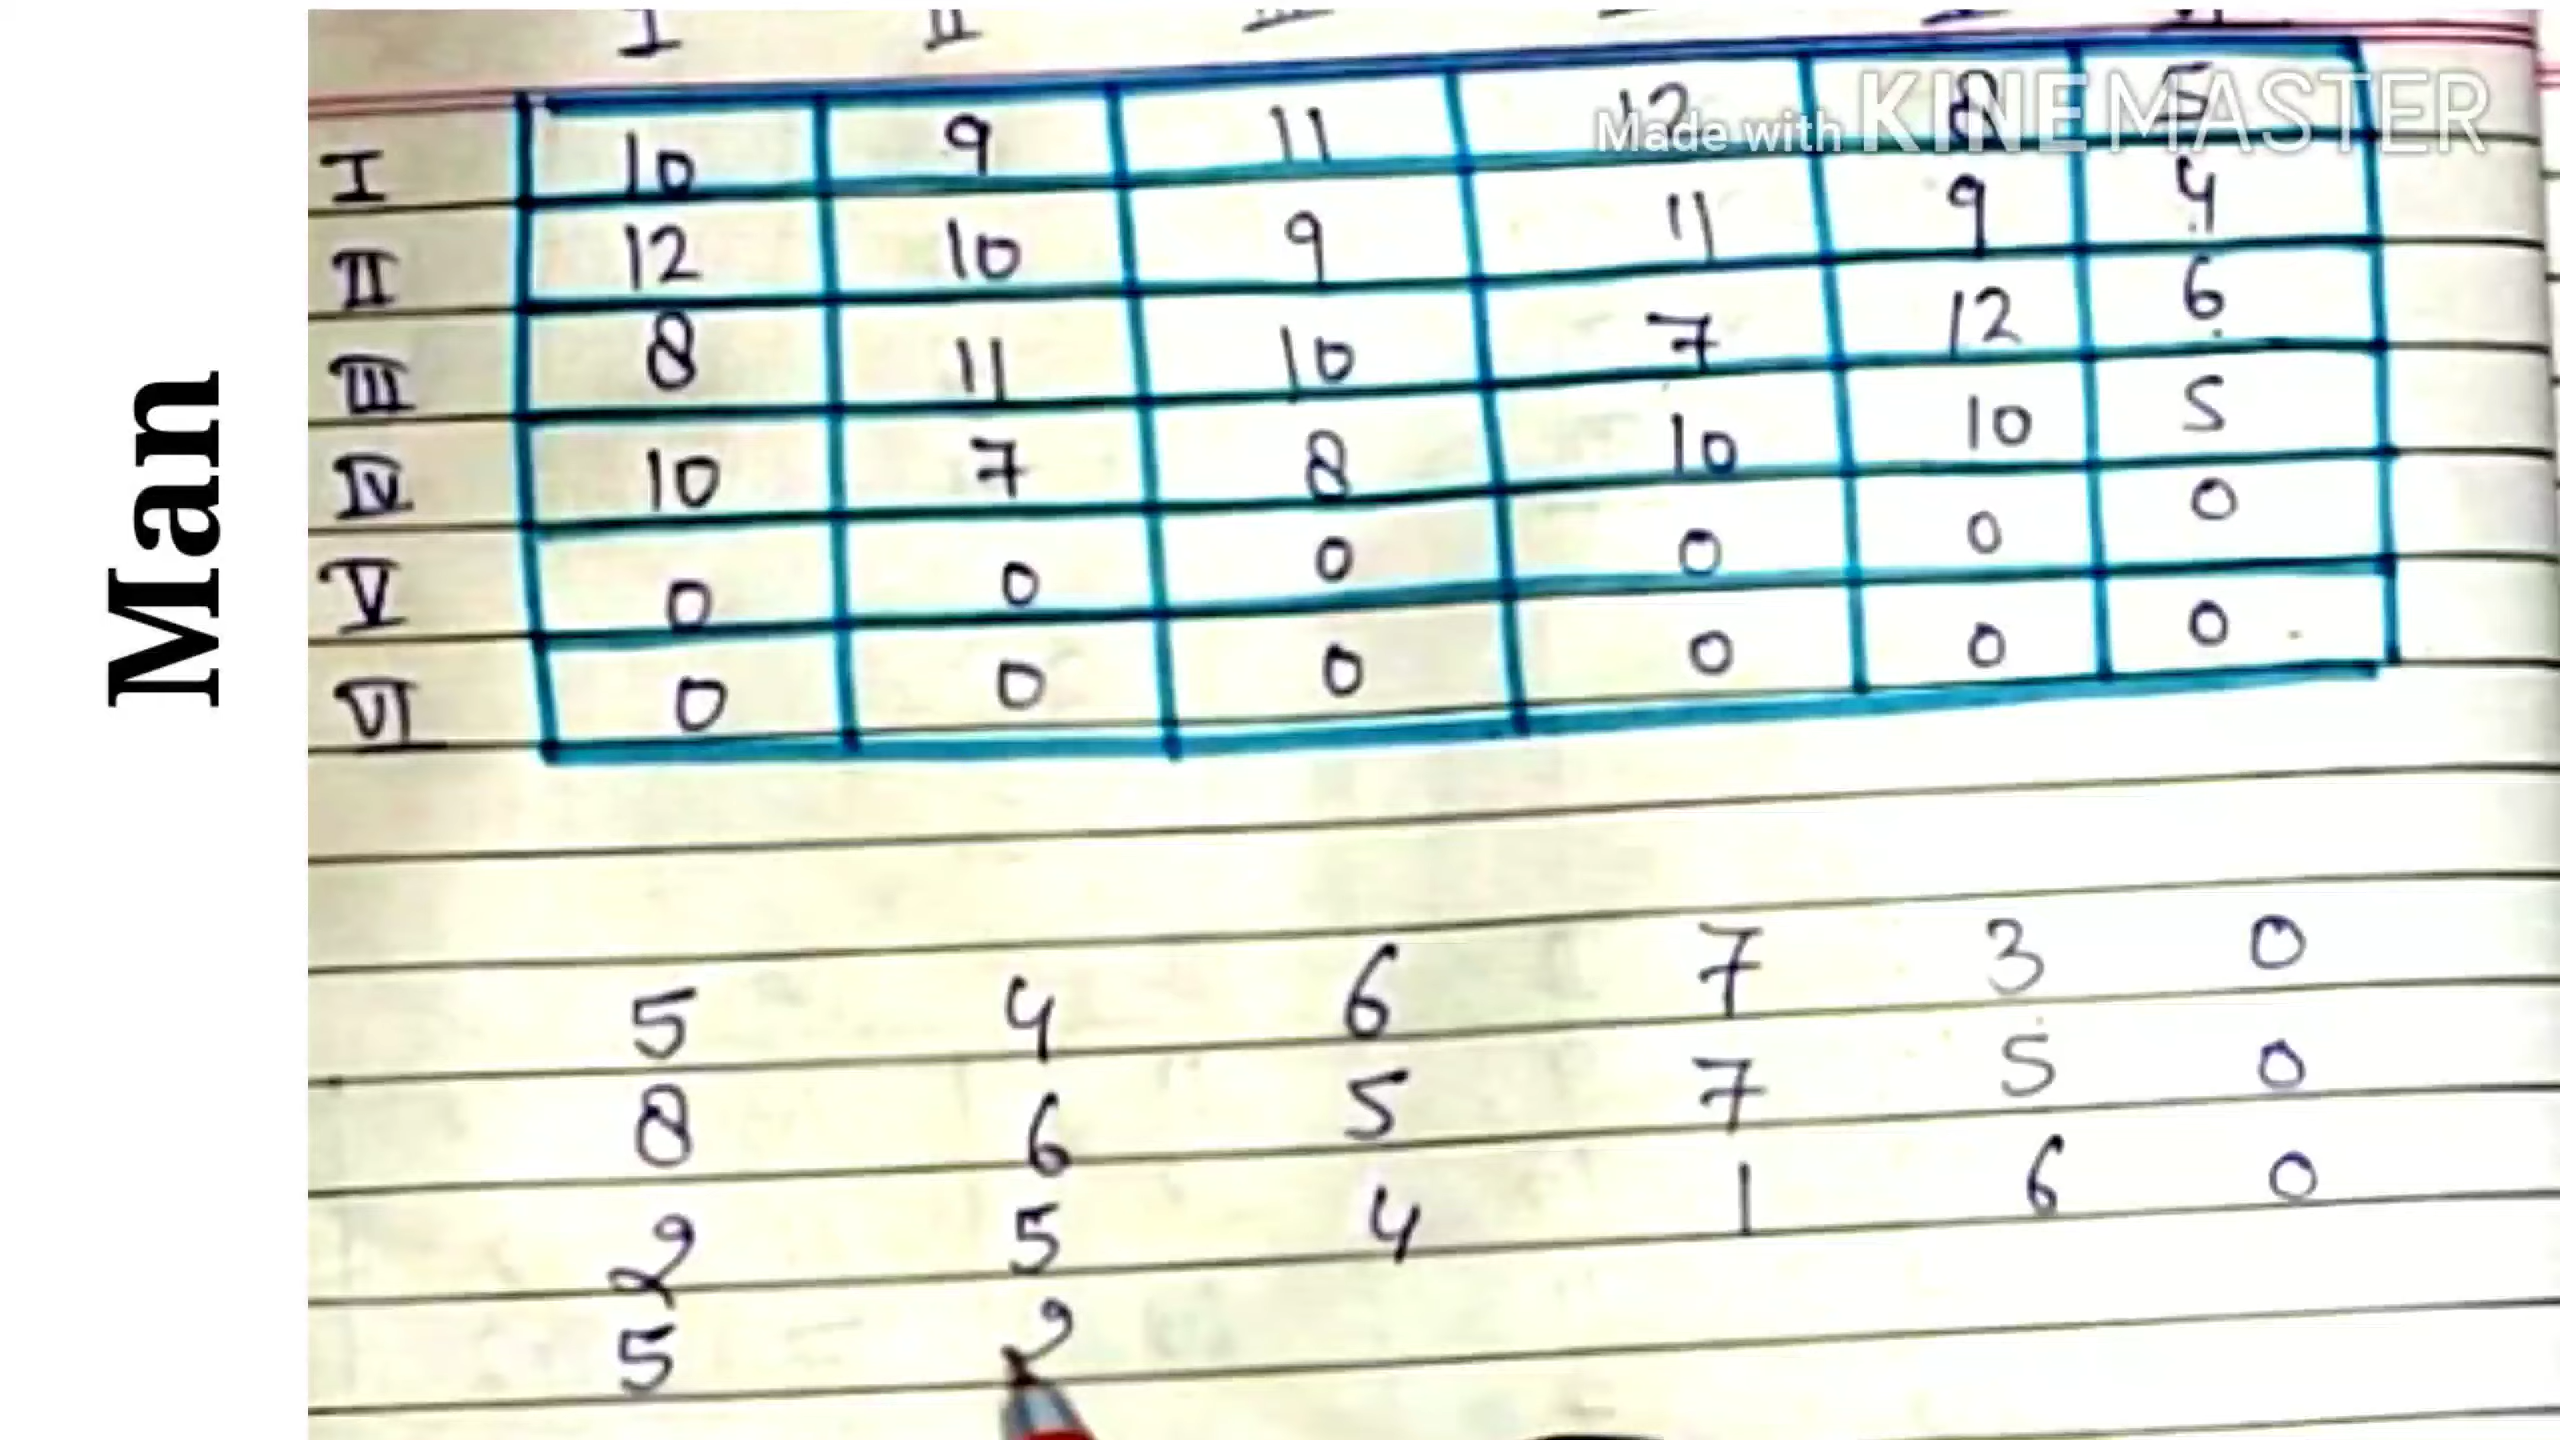 I II III
Made with KINEMASTER
I 10 9 11 12 8 5
II 12 10 9 11 9 4
III 8 11 10 7 12 6
IV 10 7 8 10 10 5
V 0 0 0 0 0 0
VI 0 0 0 0 0 0
Man
5 4 6 7 3 0
8 6 5 7 5 0
2 5 4 1 6 0
5 2